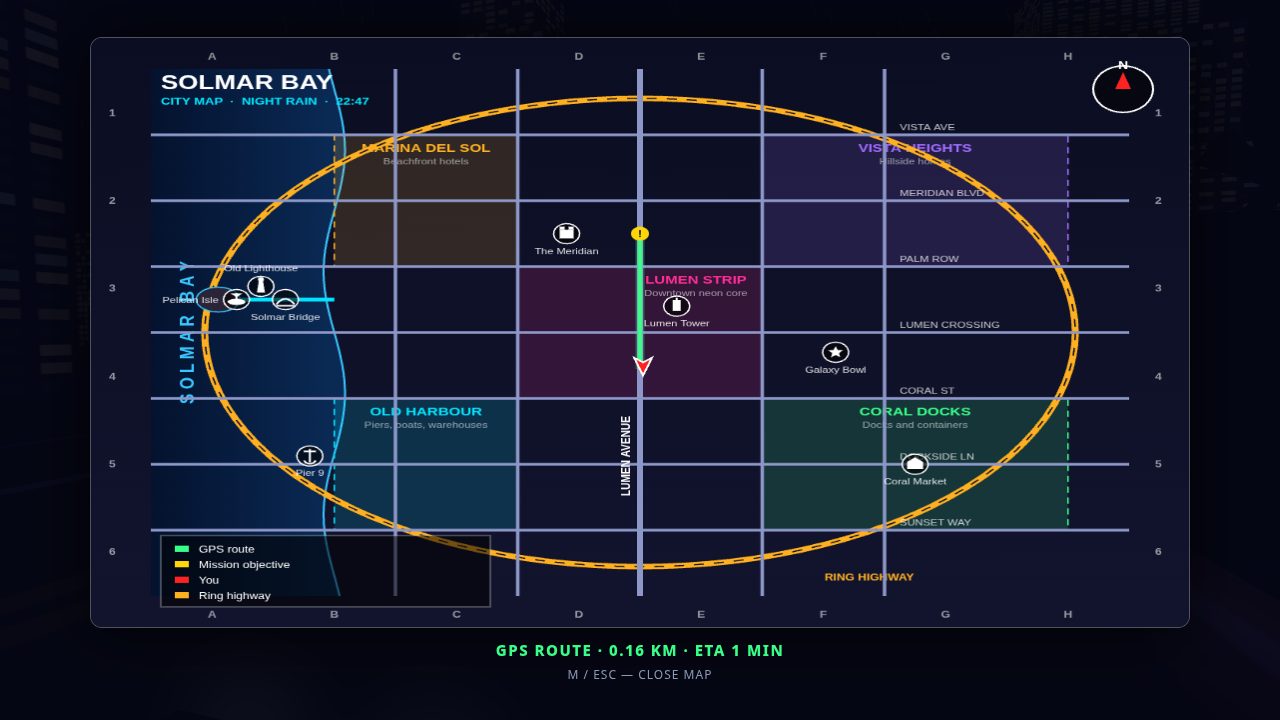 A B C D E F G H
N
SOLMAR BAY
CITY MAP · NIGHT RAIN · 22:47
1 1
VISTA AVE
MARINA DEL SOL
Beachfront hotels
VISTA HEIGHTS
Hillside homes
MERIDIAN BLVD
2 2
!
The Meridian
PALM ROW
Old Lighthouse
LUMEN STRIP
Downtown neon core
3 3
Pelican Isle
Solmar Bridge
Lumen Tower
LUMEN CROSSING
SOLMAR BAY
Galaxy Bowl
4 4
CORAL ST
OLD HARBOUR
Piers, boats, warehouses
CORAL DOCKS
Docks and containers
LUMEN AVENUE
DOCKSIDE LN
5 5
Pier 9
Coral Market
SUNSET WAY
6 6
GPS route
Mission objective
You
Ring highway
RING HIGHWAY
A B C D E F G H
GPS ROUTE · 0.16 KM · ETA 1 MIN
M / ESC — CLOSE MAP